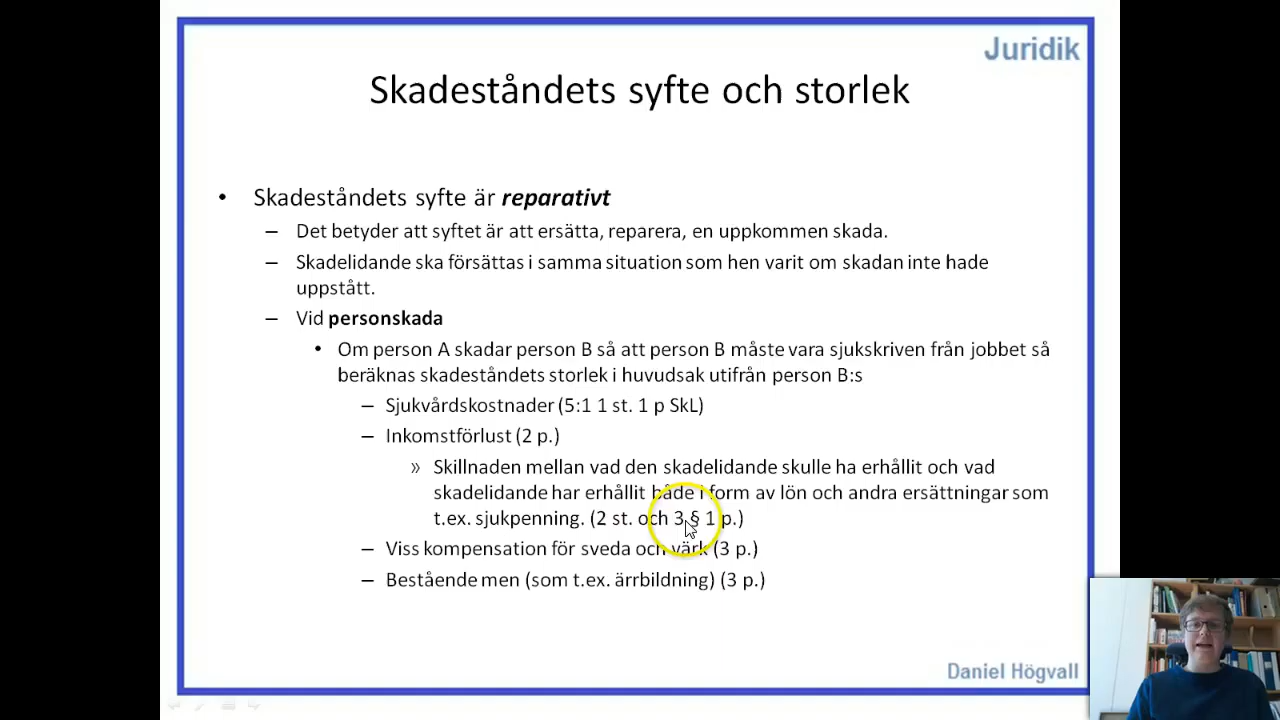 Juridik
Skadeståndets syfte och storlek
• Skadeståndets syfte är reparativt
– Det betyder att syftet är att ersätta, reparera, en uppkommen skada.
– Skadelidande ska försättas i samma situation som hen varit om skadan inte hade
uppstått.
– Vid personskada
• Om person A skadar person B så att person B måste vara sjukskriven från jobbet så
beräknas skadeståndets storlek i huvudsak utifrån person B:s
– Sjukvårdskostnader (5:1 1 st. 1 p SkL)
– Inkomstförlust (2 p.)
» Skillnaden mellan vad den skadelidande skulle ha erhållit och vad
skadelidande har erhållit både i form av lön och andra ersättningar som
t.ex. sjukpenning. (2 st. och 3 § 1 p.)
– Viss kompensation för sveda och värk (3 p.)
– Bestående men (som t.ex. ärrbildning) (3 p.)
Daniel Högvall